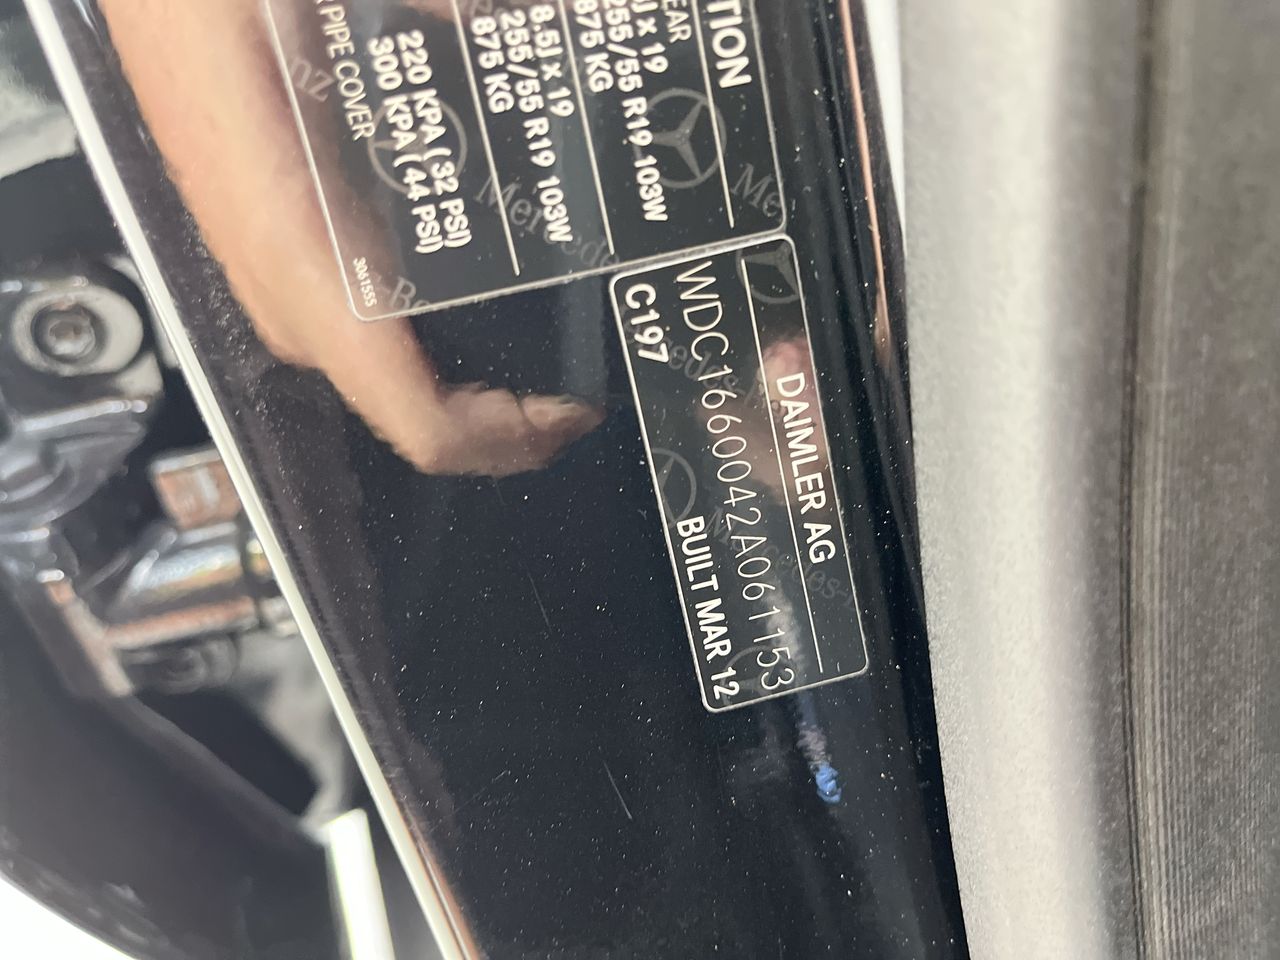 TION
EAR
J x 19
255/55 R19 103W
875 KG
8.5J x 19
255/55 R19 103W
875 KG
220 KPA ( 32 PSI)
300 KPA ( 44 PSI)
PIPE COVER
3061555
DAIMLER AG
WDC1660042A061153
C197 BUILT MAR 12